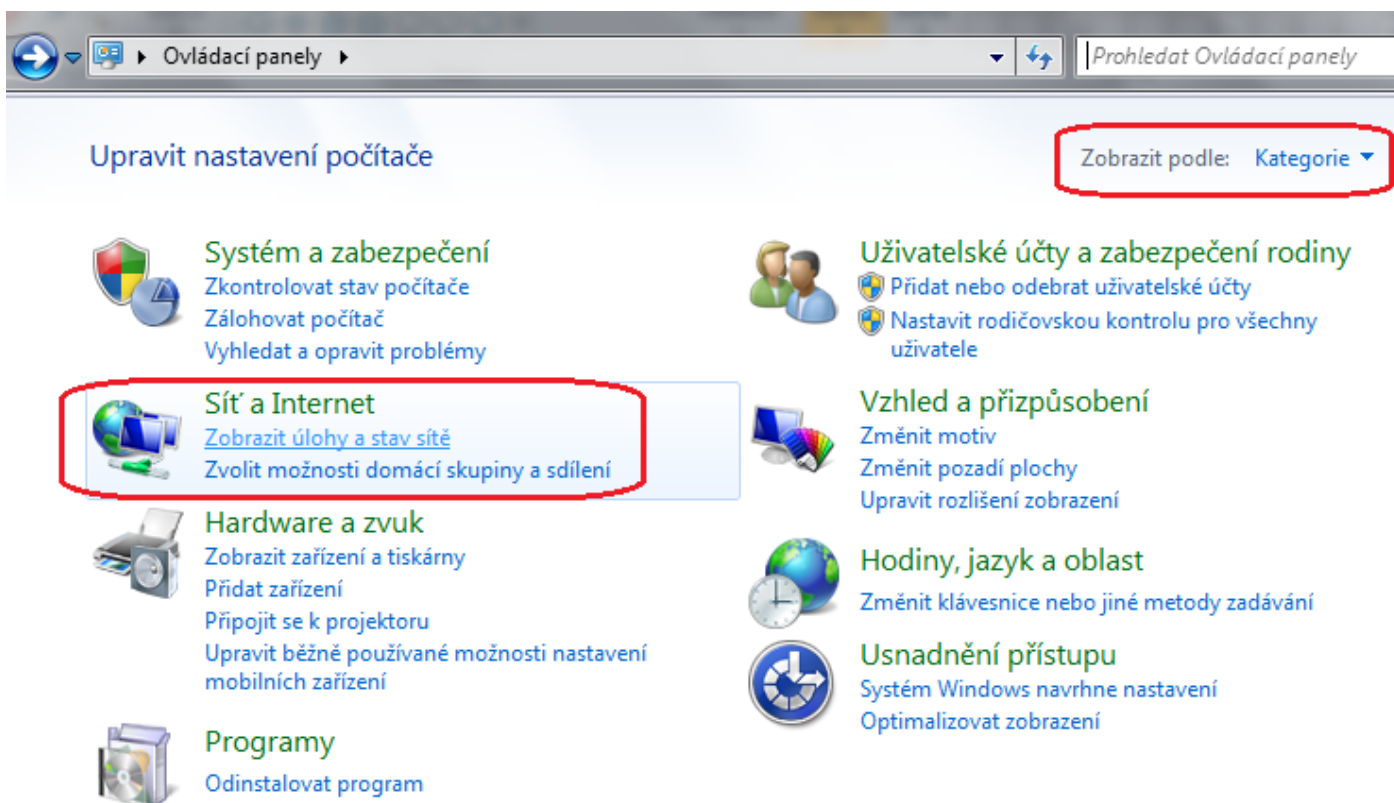 Ovládací panely
Prohledat Ovládací panely
Upravit nastavení počítače
Zobrazit podle: Kategorie
Systém a zabezpečení
Zkontrolovat stav počítače
Zálohovat počítač
Vyhledat a opravit problémy
Síť a Internet
Zobrazit úlohy a stav sítě
Zvolit možnosti domácí skupiny a sdílení
Hardware a zvuk
Zobrazit zařízení a tiskárny
Přidat zařízení
Připojit se k projektoru
Upravit běžně používané možnosti nastavení
mobilních zařízení
Programy
Odinstalovat program
Uživatelské účty a zabezpečení rodiny
Přidat nebo odebrat uživatelské účty
Nastavit rodičovskou kontrolu pro všechny
uživatele
Vzhled a přizpůsobení
Změnit motiv
Změnit pozadí plochy
Upravit rozlišení zobrazení
Hodiny, jazyk a oblast
Změnit klávesnice nebo jiné metody zadávání
Usnadnění přístupu
Systém Windows navrhne nastavení
Optimalizovat zobrazení